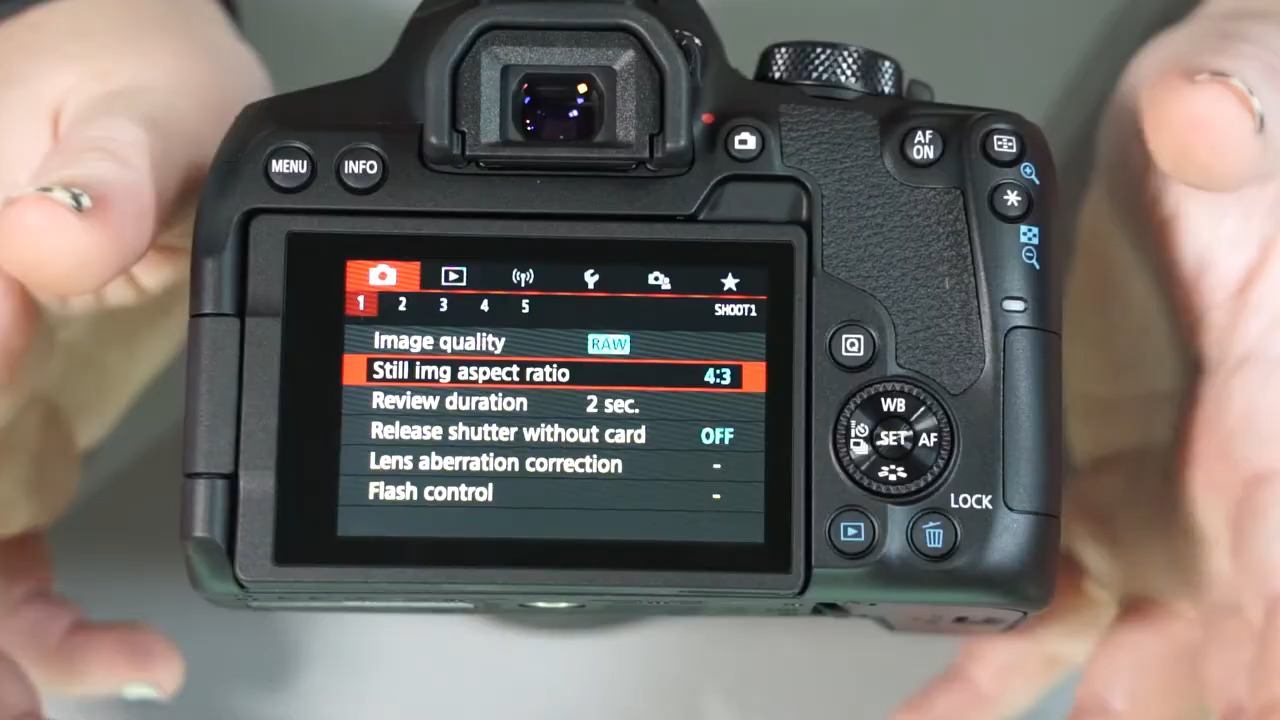 MENU
INFO
AF
ON
1 2 3 4 5
SHOOT1
Image quality RAW
Still img aspect ratio 4:3
Review duration 2 sec.
Release shutter without card OFF
Lens aberration correction -
Flash control -
Q
WB
SET
AF
LOCK